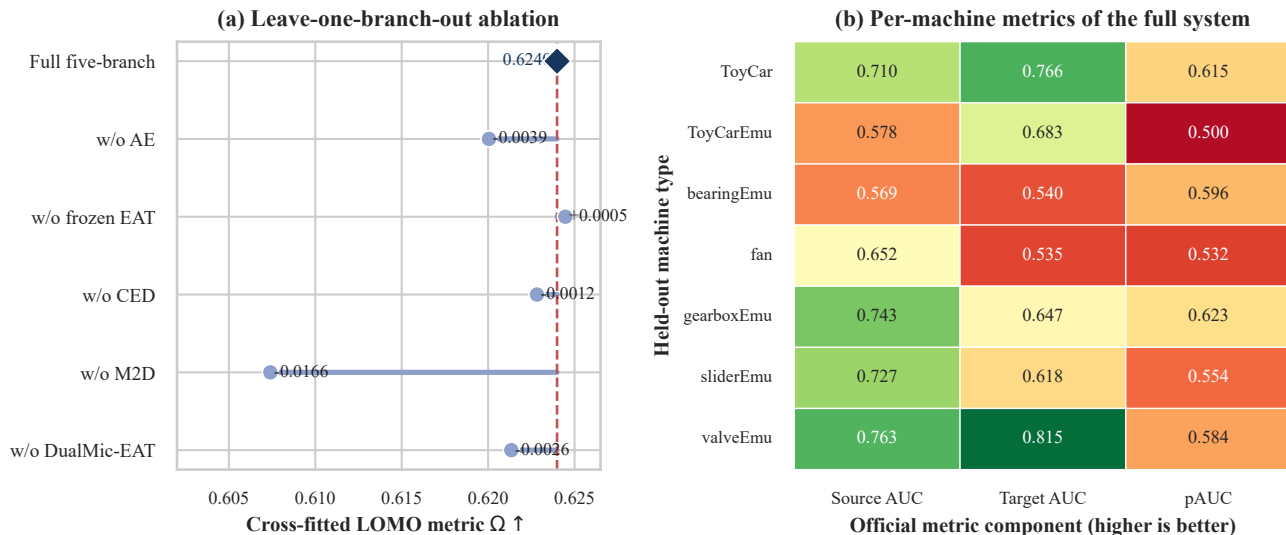 (a) Leave-one-branch-out ablation
Full five-branch
w/o AE
w/o frozen EAT
w/o CED
w/o M2D
w/o DualMic-EAT
-0.0039
+0.0005
-0.0012
-0.0166
-0.0026
0.605
0.610
0.615
0.620
0.625
Cross-fitted LOMO metric Ω ↑
(b) Per-machine metrics of the full system
Held-out machine type
ToyCar 0.710 0.766 0.615
ToyCarEmu 0.578 0.683 0.500
bearingEmu 0.569 0.540 0.596
fan 0.652 0.535 0.532
gearboxEmu 0.743 0.647 0.623
sliderEmu 0.727 0.618 0.554
valveEmu 0.763 0.815 0.584
Source AUC Target AUC pAUC
Official metric component (higher is better)